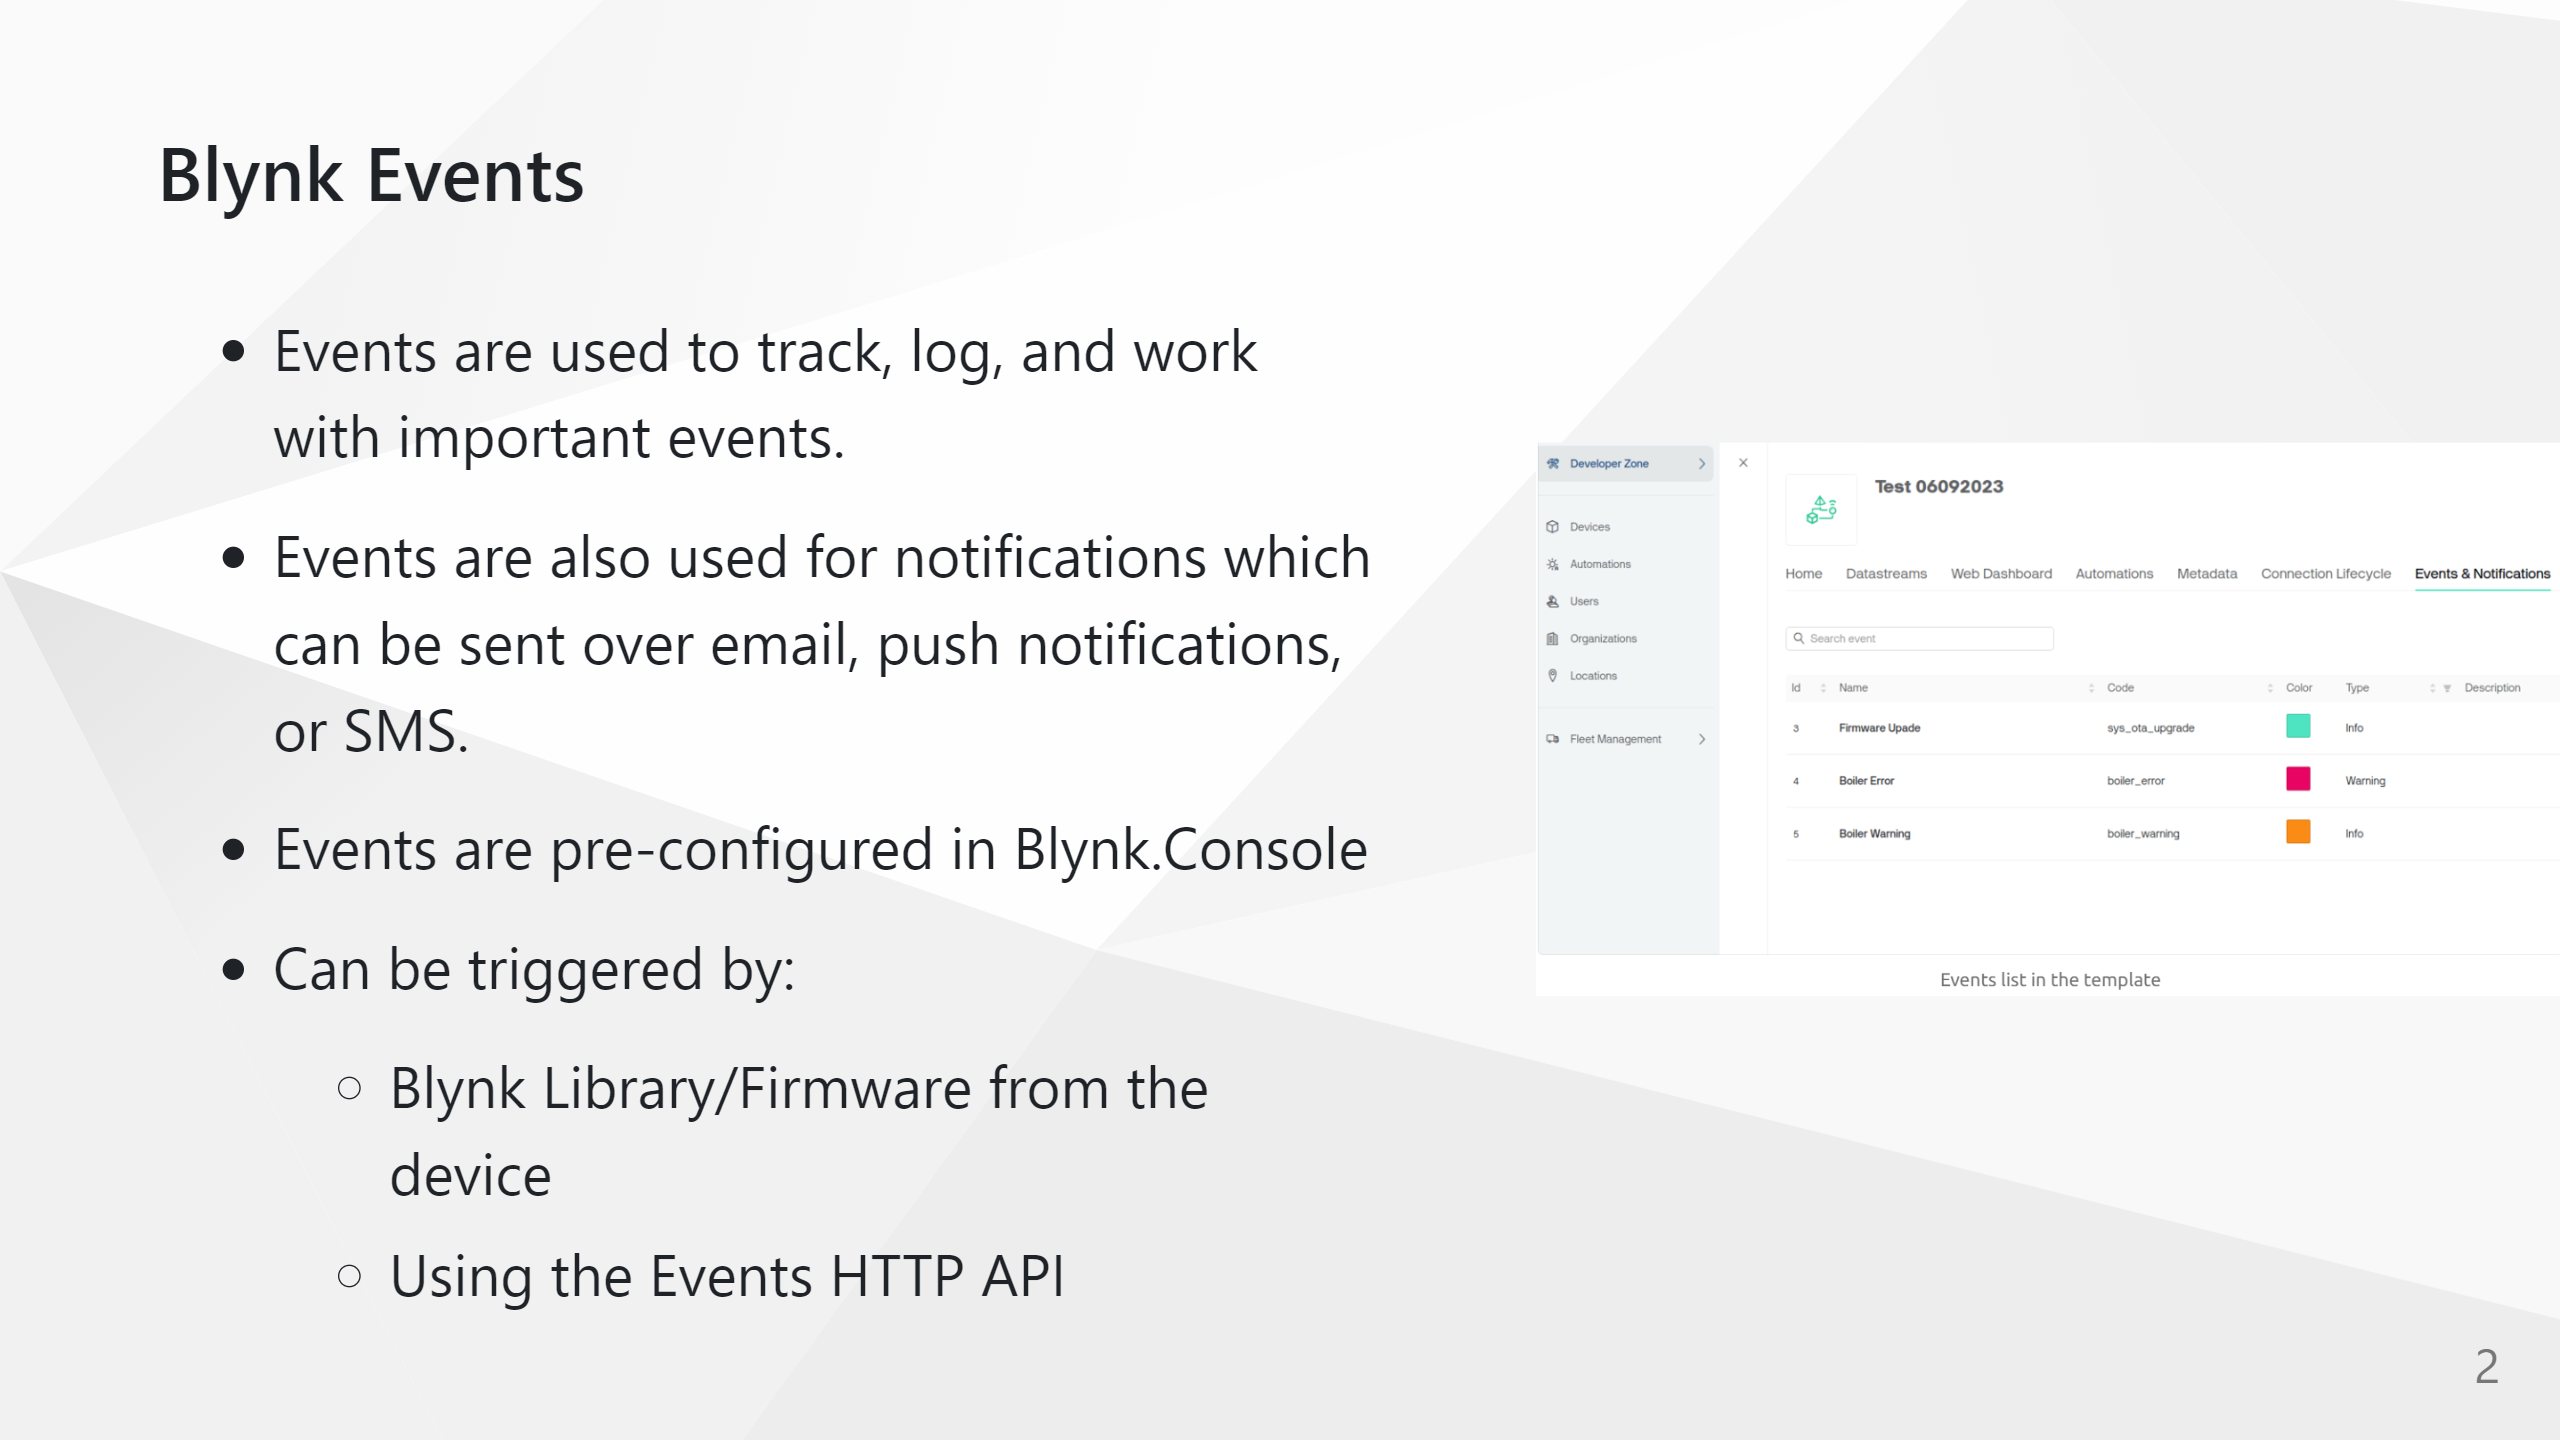 Blynk Events
• Events are used to track, log, and work
with important events.
• Events are also used for notifications which
can be sent over email, push notifications,
or SMS.
• Events are pre-configured in Blynk.Console
• Can be triggered by:
○ Blynk Library/Firmware from the
device
○ Using the Events HTTP API
Developer Zone
Devices
Automations
Users
Organizations
Locations
Fleet Management
Test 06092023
Home Datastreams Web Dashboard Automations Metadata Connection Lifecycle Events & Notifications
Search event
Id Name Code Color Type Description
3 Firmware Upade sys_ota_upgrade Info
4 Boiler Error boiler_error Warning
5 Boiler Warning boiler_warning Info
Events list in the template
2